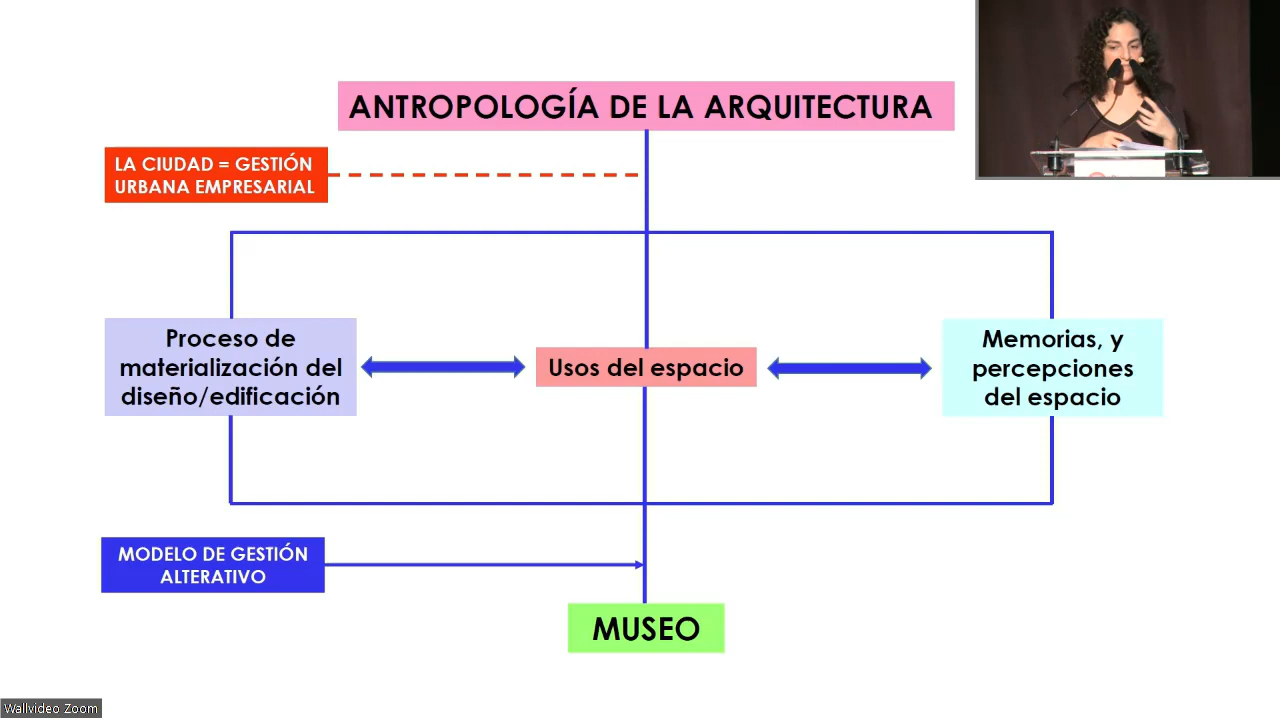 ANTROPOLOGÍA DE LA ARQUITECTURA
LA CIUDAD = GESTIÓN
URBANA EMPRESARIAL
Proceso de
materialización del
diseño/edificación
Usos del espacio
Memorias, y
percepciones
del espacio
MODELO DE GESTIÓN
ALTERATIVO
MUSEO
Wallvideo Zoom